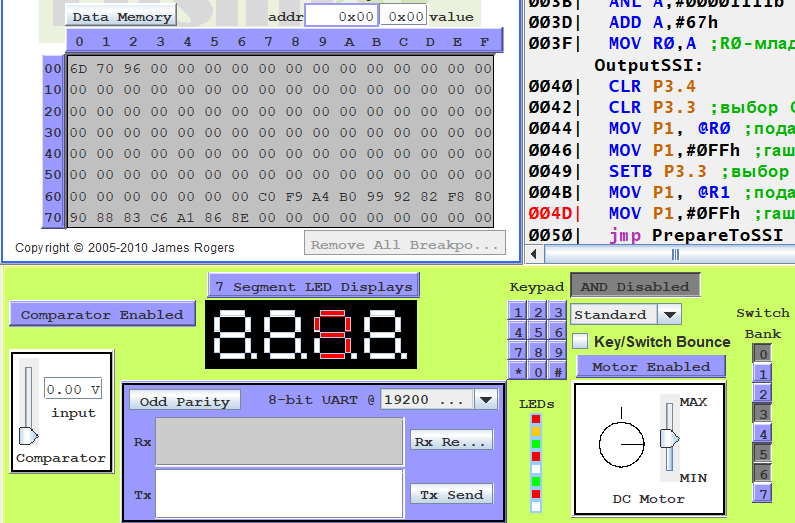 Data Memory addr 0x00 0x00 value
0 1 2 3 4 5 6 7 8 9 A B C D E F
00 6D 70 96 00 00 00 00 00 00 00 00 00 00 00 00 00
10 00 00 00 00 00 00 00 00 00 00 00 00 00 00 00 00
20 00 00 00 00 00 00 00 00 00 00 00 00 00 00 00 00
30 00 00 00 00 00 00 00 00 00 00 00 00 00 00 00 00
40 00 00 00 00 00 00 00 00 00 00 00 00 00 00 00 00
50 00 00 00 00 00 00 00 00 00 00 00 00 00 00 00 00
60 00 00 00 00 00 00 00 C0 F9 A4 B0 99 92 82 F8 80
70 90 88 83 C6 A1 86 8E 00 00 00 00 00 00 00 00 00
Copyright © 2005-2010 James Rogers
Remove All Breakpo...
003B| ANL A,#00001111b
003D| ADD A,#67h
003F| MOV R0,A ;R0-млад
OutputSSI:
0040| CLR P3.4
0042| CLR P3.3 ;выбор
0044| MOV P1, @R0 ;пода
0046| MOV P1,#0FFh ;гаш
0049| SETB P3.3 ;выбор
004B| MOV P1, @R1 ;пода
004D| MOV P1,#0FFh ;гаш
0050| jmp PrepareToSSI
7 Segment LED Displays
Comparator Enabled
8.8.8.8.
0.00 V
input
Comparator
Odd Parity 8-bit UART @ 19200 ...
Rx
Rx Re...
Tx
Tx Send
Keypad
1 2 3
4 5 6
7 8 9
* 0 #
LEDs
AND Disabled
Standard
Key/Switch Bounce
Motor Enabled
MAX
MIN
DC Motor
Switch
Bank
0
1
2
3
4
5
6
7